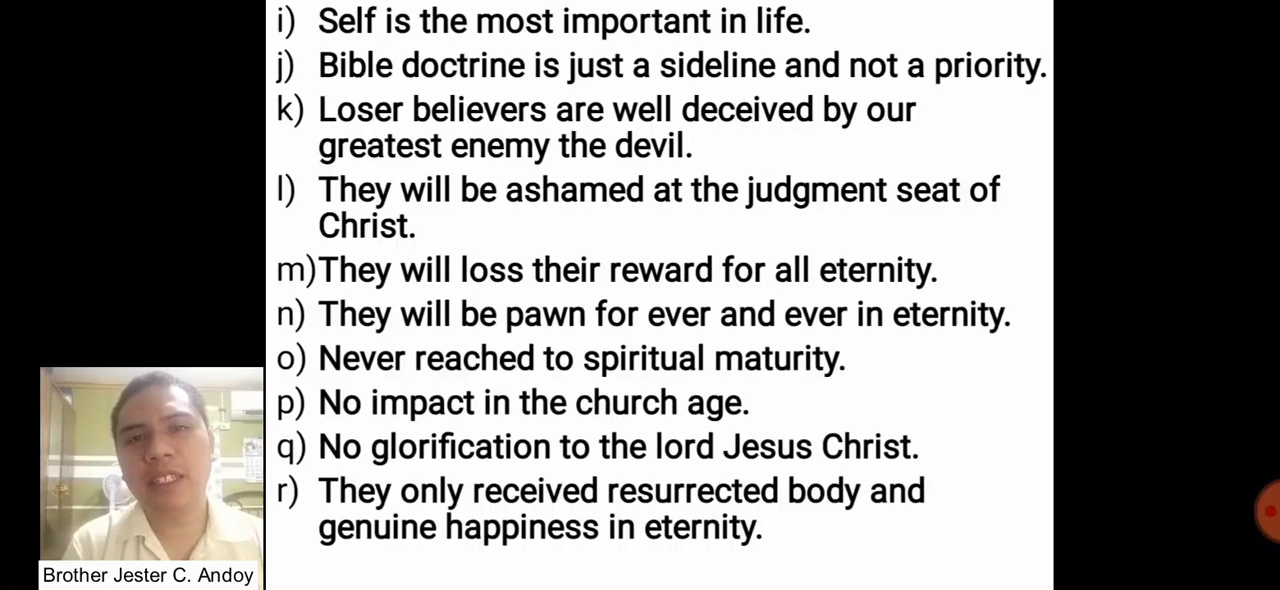 i) Self is the most important in life.
j) Bible doctrine is just a sideline and not a priority.
k) Loser believers are well deceived by our
greatest enemy the devil.
l) They will be ashamed at the judgment seat of
Christ.
m) They will loss their reward for all eternity.
n) They will be pawn for ever and ever in eternity.
o) Never reached to spiritual maturity.
p) No impact in the church age.
q) No glorification to the lord Jesus Christ.
r) They only received resurrected body and
genuine happiness in eternity.
Brother Jester C. Andoy